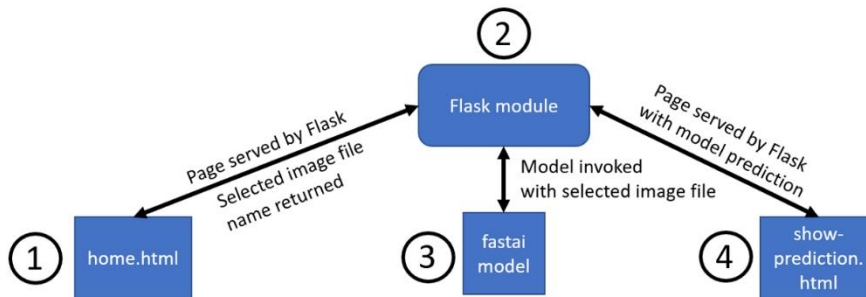 2
Flask module
Page served by Flask
Selected image file
name returned
Model invoked
with selected image file
Page served by Flask
with model prediction
1
home.html
3
fastai
model
4
show-
prediction.
html